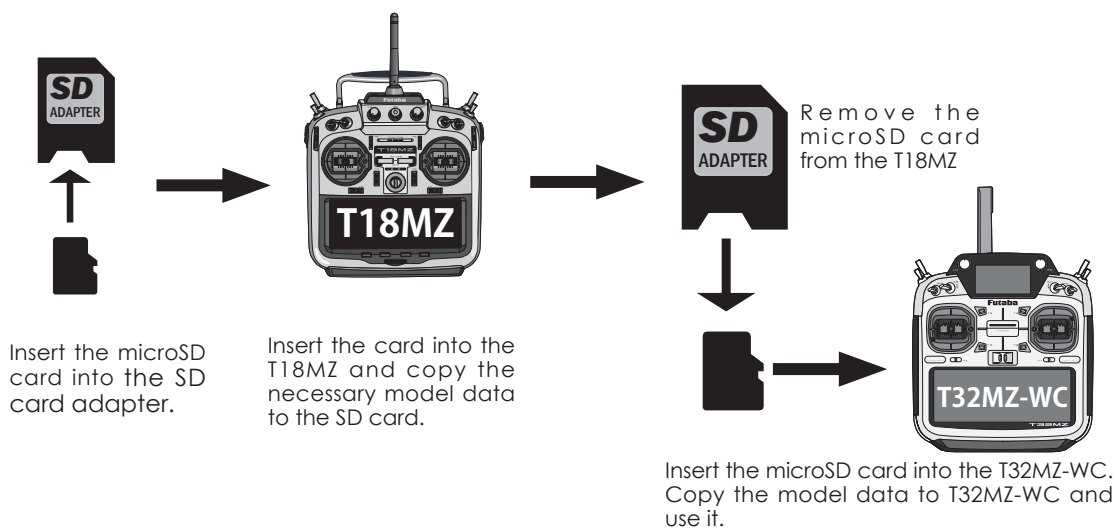 SD
ADAPTER
Insert the microSD
card into the SD
card adapter.
Futaba
T18MZ
T18MZ
Insert the card into the
T18MZ and copy the
necessary model data
to the SD card.
SD
ADAPTER
Remove the
microSD card
from the T18MZ
Futaba
T32MZ-WC
T32MZ
Insert the microSD card into the T32MZ-WC.
Copy the model data to T32MZ-WC and
use it.